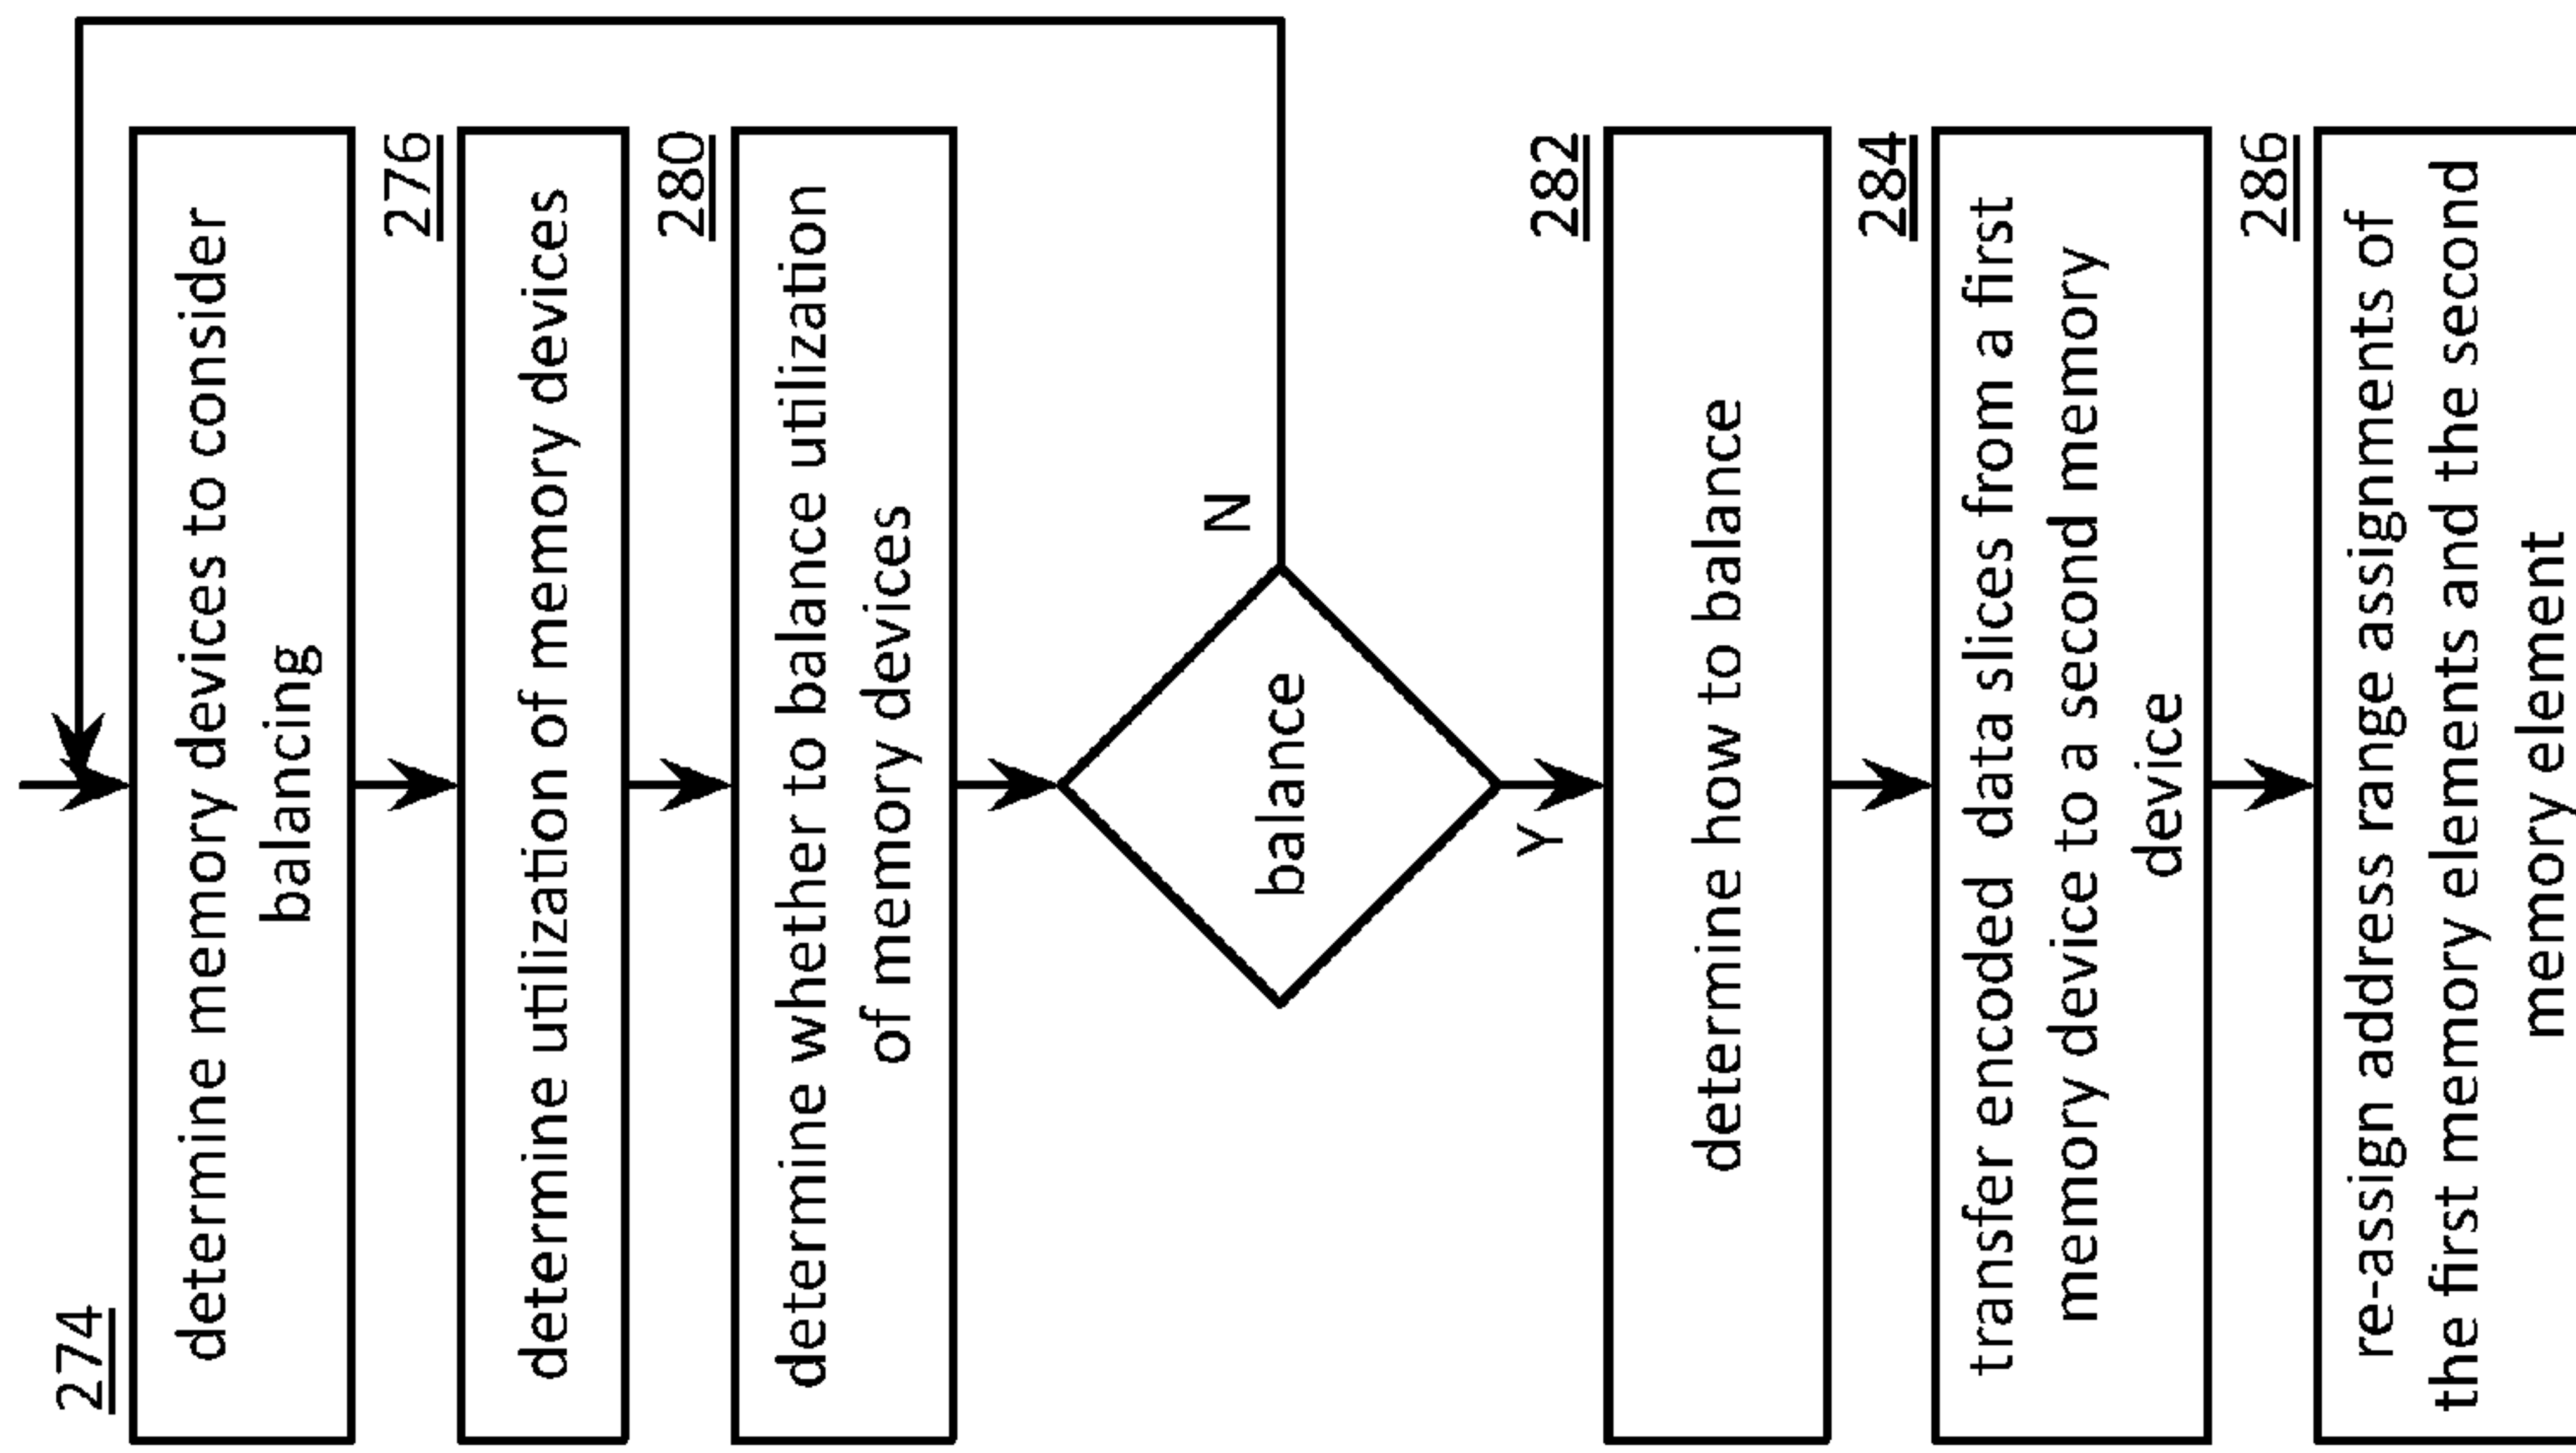 274
determine memory devices to consider
balancing
276
determine utilization of memory devices
280
determine whether to balance utilization
of memory devices
balance
N
Y
282
determine how to balance
284
transfer encoded  data slices from a first
memory device to a second memory
device
286
re-assign address range assignments of
the first memory elements and the second
memory element